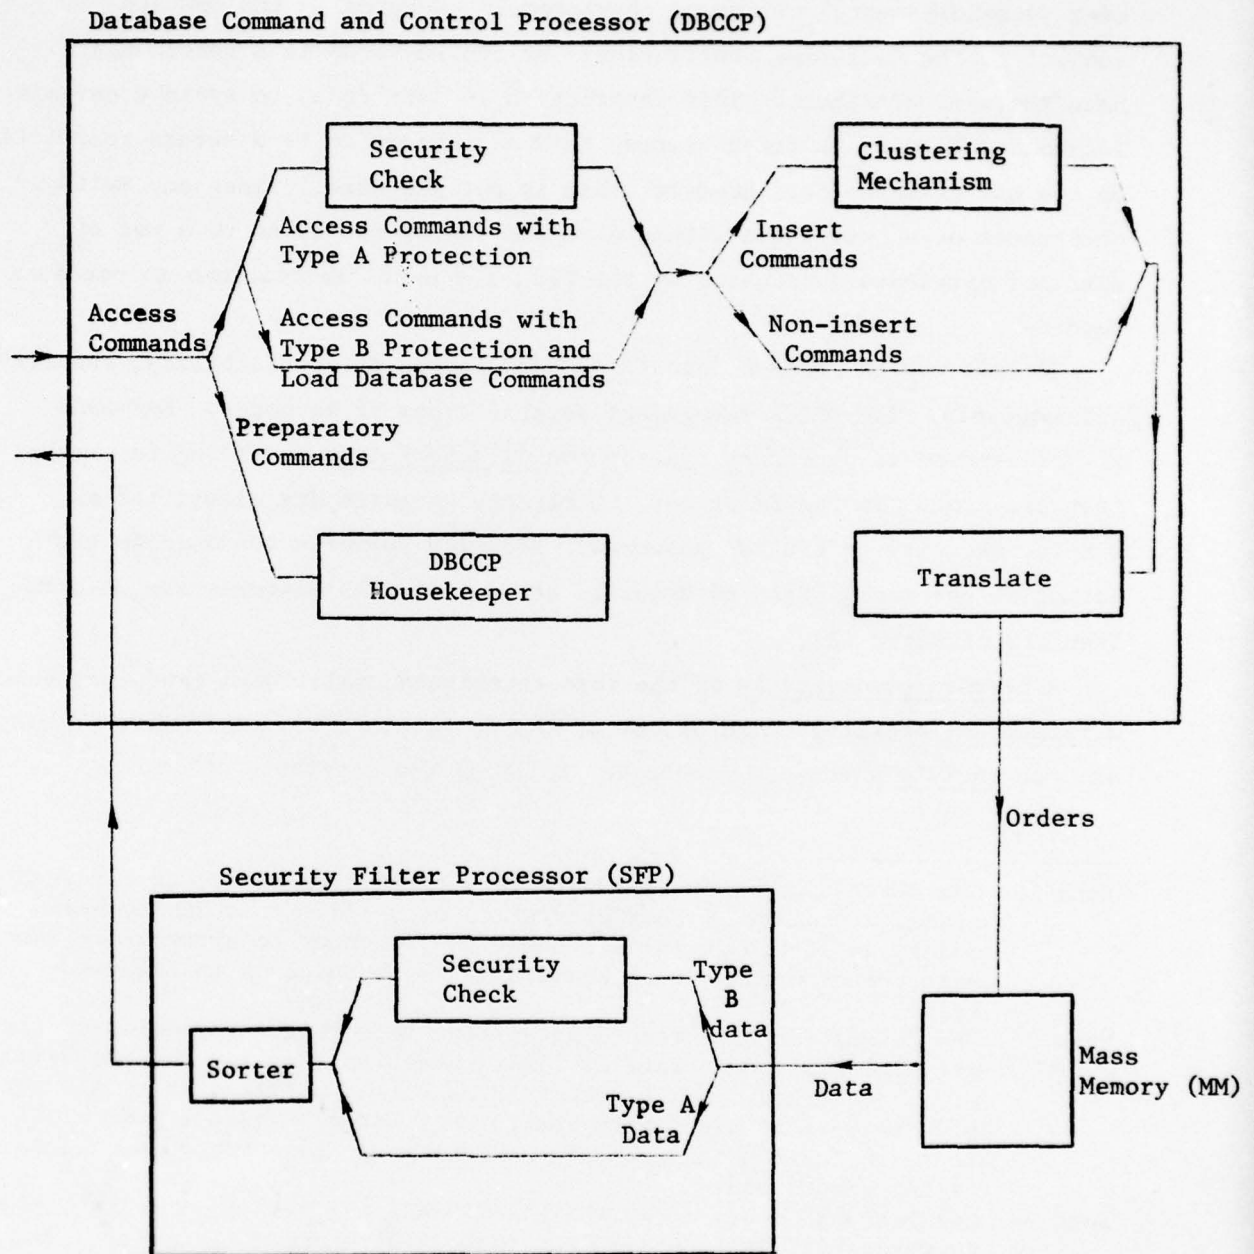 Database Command and Control Processor (DBCCP)
Security
Check
Clustering
Mechanism
Access Commands with
Type A Protection
Insert
Commands
Access
Commands
Access Commands with
Type B Protection and
Load Database Commands
Non-insert
Commands
Preparatory
Commands
DBCCP
Housekeeper
Translate
Orders
Security Filter Processor (SFP)
Security
Check
Type
B
data
Sorter
Type A
Data
Data
Mass
Memory (MM)